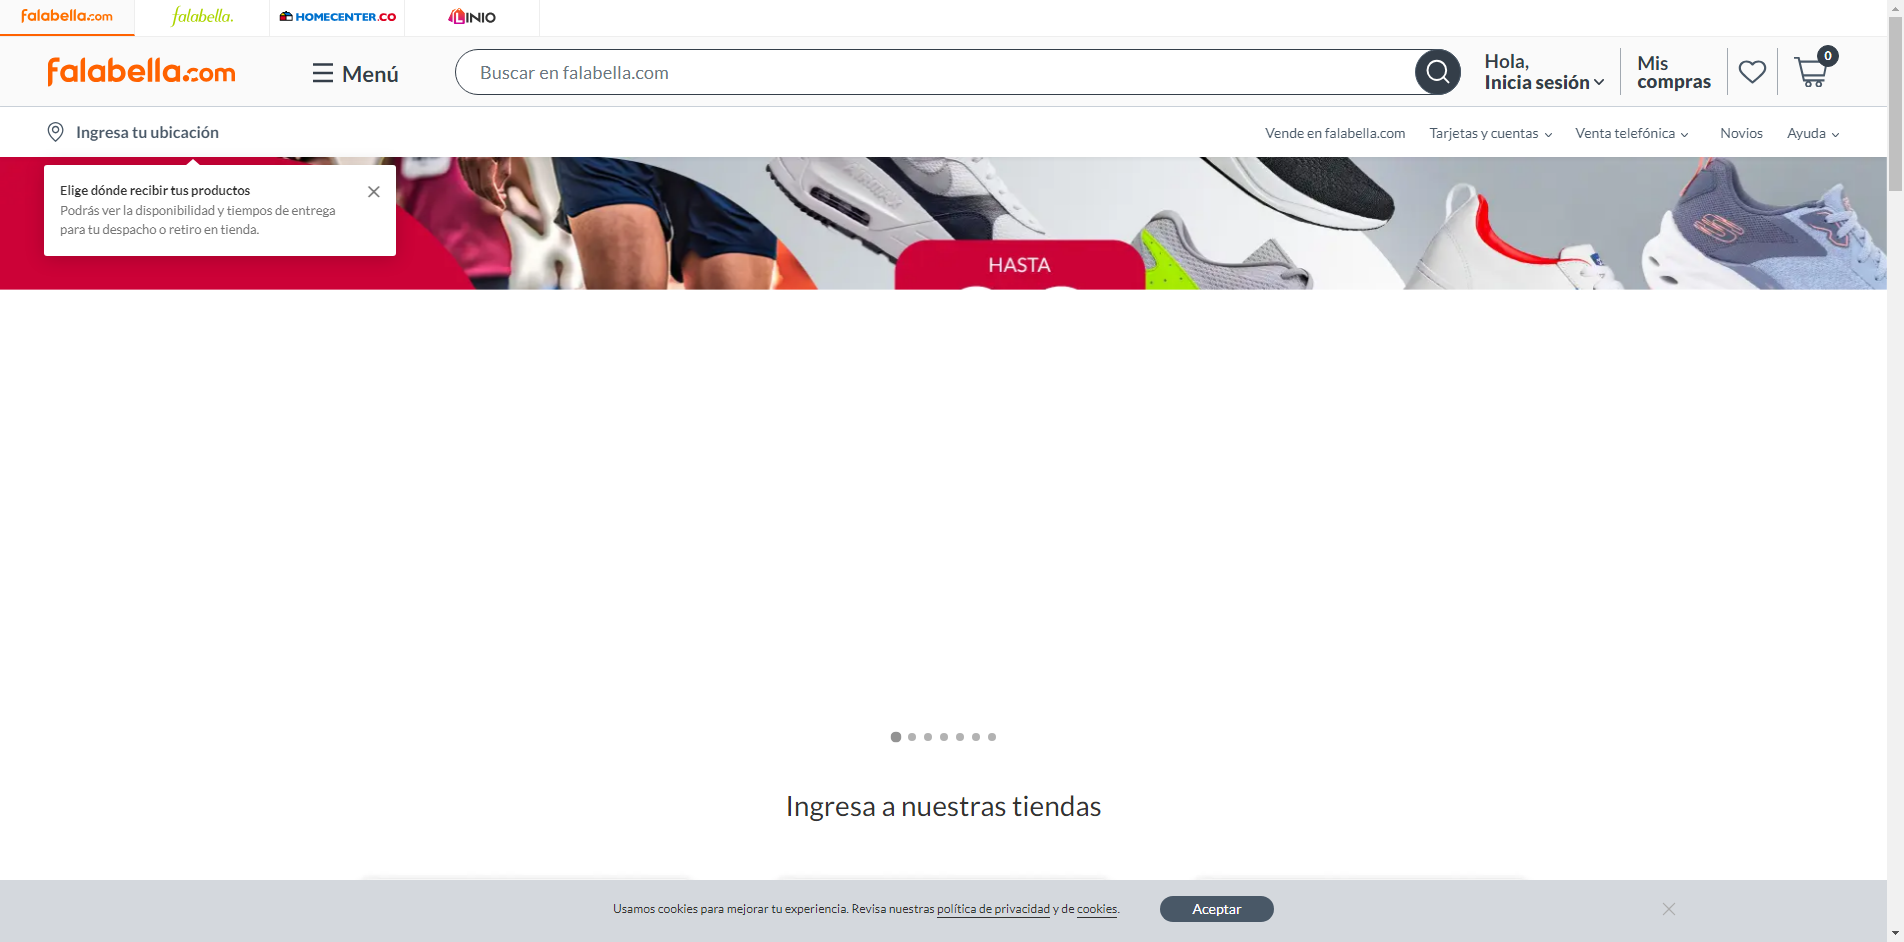 falabella.com
falabella.
HOMECENTER.CO
LINIO
falabella.com
Menú
Buscar en falabella.com
Hola,
Inicia sesión
Mis
compras
0
Ingresa tu ubicación
Vende en falabella.com
Tarjetas y cuentas
Venta telefónica
Novios
Ayuda
Elige dónde recibir tus productos
Podrás ver la disponibilidad y tiempos de entrega
para tu despacho o retiro en tienda.
HASTA
Ingresa a nuestras tiendas
Usamos cookies para mejorar tu experiencia. Revisa nuestras política de privacidad y de cookies.
Aceptar